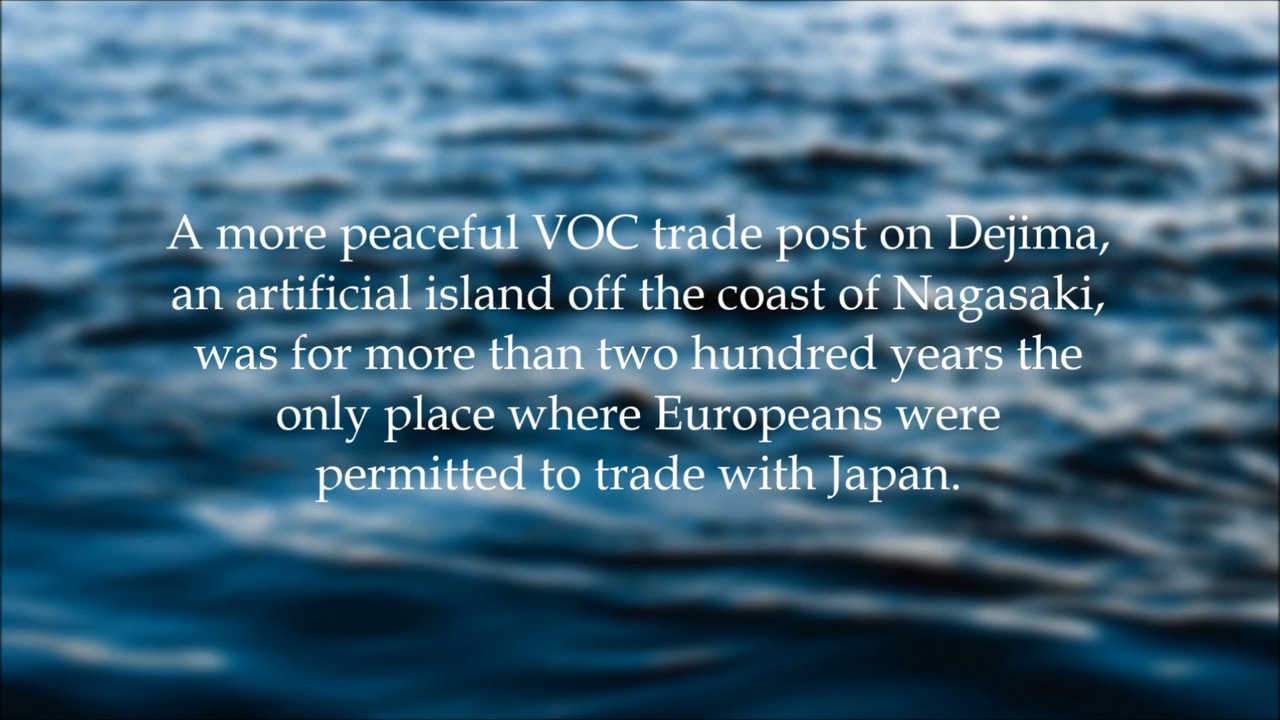 A more peaceful VOC trade post on Dejima,
an artificial island off the coast of Nagasaki,
was for more than two hundred years the
only place where Europeans were
permitted to trade with Japan.